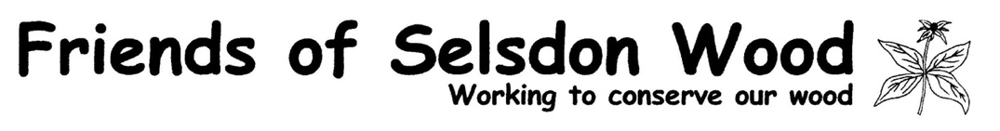 Friends of Selsdon Wood
Working to conserve our wood